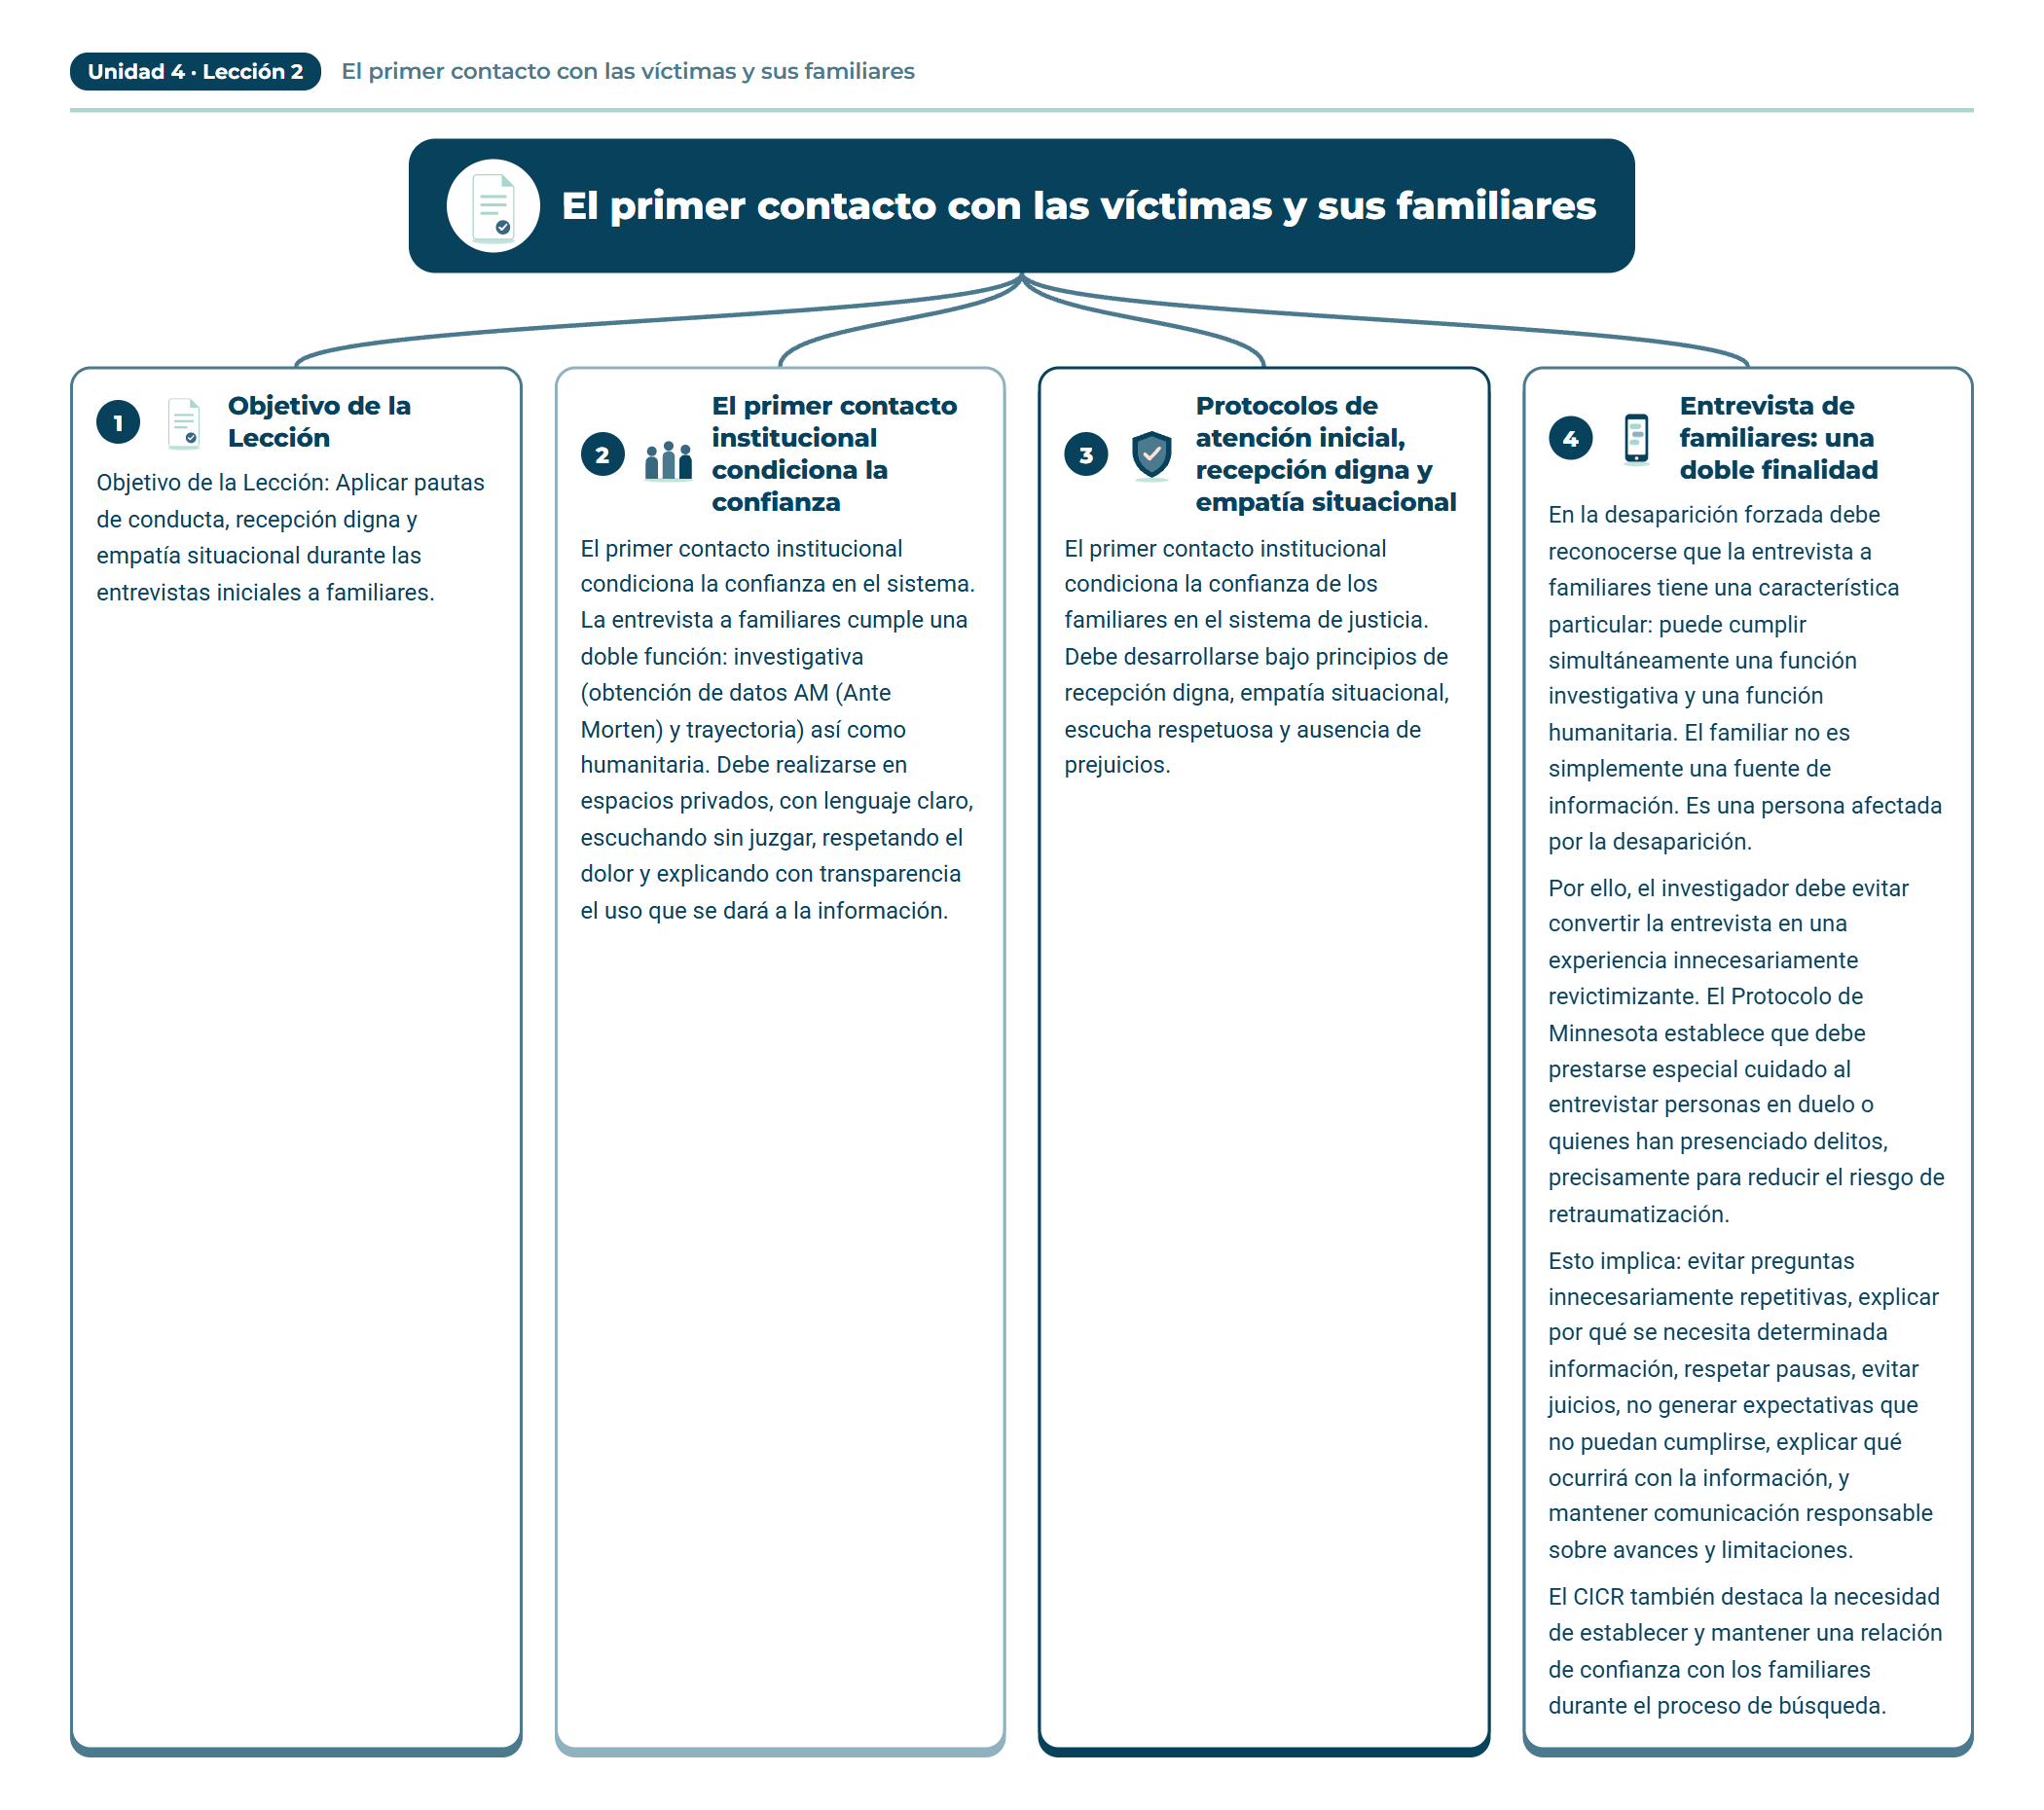 Unidad 4 · Lección 2
El primer contacto con las víctimas y sus familiares
El primer contacto con las víctimas y sus familiares
1
Objetivo de la
Lección
Objetivo de la Lección: Aplicar pautas
de conducta, recepción digna y
empatía situacional durante las
entrevistas iniciales a familiares.
2
El primer contacto
institucional
condiciona la
confianza
El primer contacto institucional
condiciona la confianza en el sistema.
La entrevista a familiares cumple una
doble función: investigativa
(obtención de datos AM (Ante
Morten) y trayectoria) así como
humanitaria. Debe realizarse en
espacios privados, con lenguaje claro,
escuchando sin juzgar, respetando el
dolor y explicando con transparencia
el uso que se dará a la información.
3
Protocolos de
atención inicial,
recepción digna y
empatía situacional
El primer contacto institucional
condiciona la confianza de los
familiares en el sistema de justicia.
Debe desarrollarse bajo principios de
recepción digna, empatía situacional,
escucha respetuosa y ausencia de
prejuicios.
4
Entrevista de
familiares: una
doble finalidad
En la desaparición forzada debe
reconocerse que la entrevista a
familiares tiene una característica
particular: puede cumplir
simultáneamente una función
investigativa y una función
humanitaria. El familiar no es
simplemente una fuente de
información. Es una persona afectada
por la desaparición.
Por ello, el investigador debe evitar
convertir la entrevista en una
experiencia innecesariamente
revictimizante. El Protocolo de
Minnesota establece que debe
prestarse especial cuidado al
entrevistar personas en duelo o
quienes han presenciado delitos,
precisamente para reducir el riesgo de
retraumatización.
Esto implica: evitar preguntas
innecesariamente repetitivas, explicar
por qué se necesita determinada
información, respetar pausas, evitar
juicios, no generar expectativas que
no puedan cumplirse, explicar qué
ocurrirá con la información, y
mantener comunicación responsable
sobre avances y limitaciones.
El CICR también destaca la necesidad
de establecer y mantener una relación
de confianza con los familiares
durante el proceso de búsqueda.